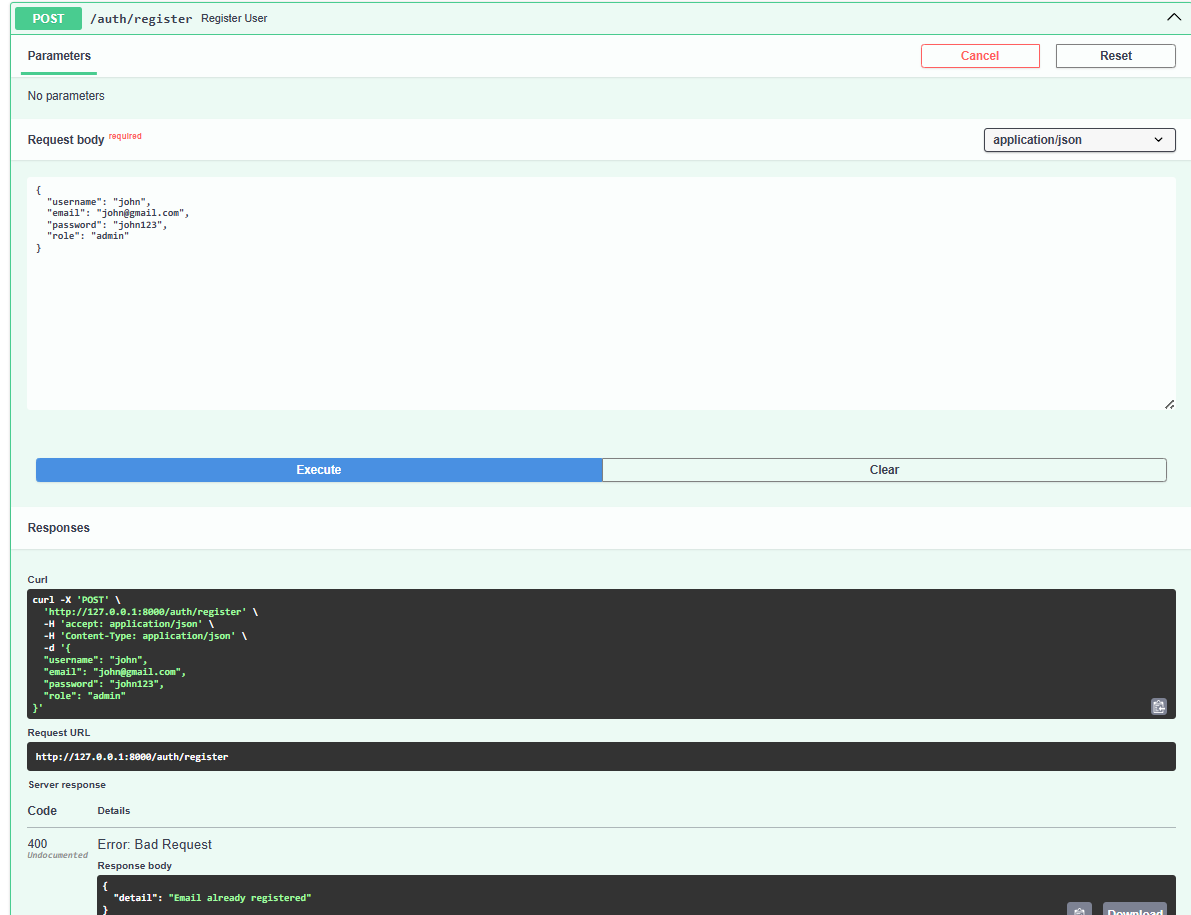 POST /auth/register Register User
Parameters
Cancel
Reset
No parameters
Request body required
application/json
{
  "username": "john",
  "email": "john@gmail.com",
  "password": "john123",
  "role": "admin"
}
Execute
Clear
Responses
Curl
curl -X 'POST' \
  'http://127.0.0.1:8000/auth/register' \
  -H 'accept: application/json' \
  -H 'Content-Type: application/json' \
  -d '{
  "username": "john",
  "email": "john@gmail.com",
  "password": "john123",
  "role": "admin"
}'
Request URL
http://127.0.0.1:8000/auth/register
Server response
Code Details
400 Error: Bad Request
Undocumented
Response body
{
  "detail": "Email already registered"
}
Download